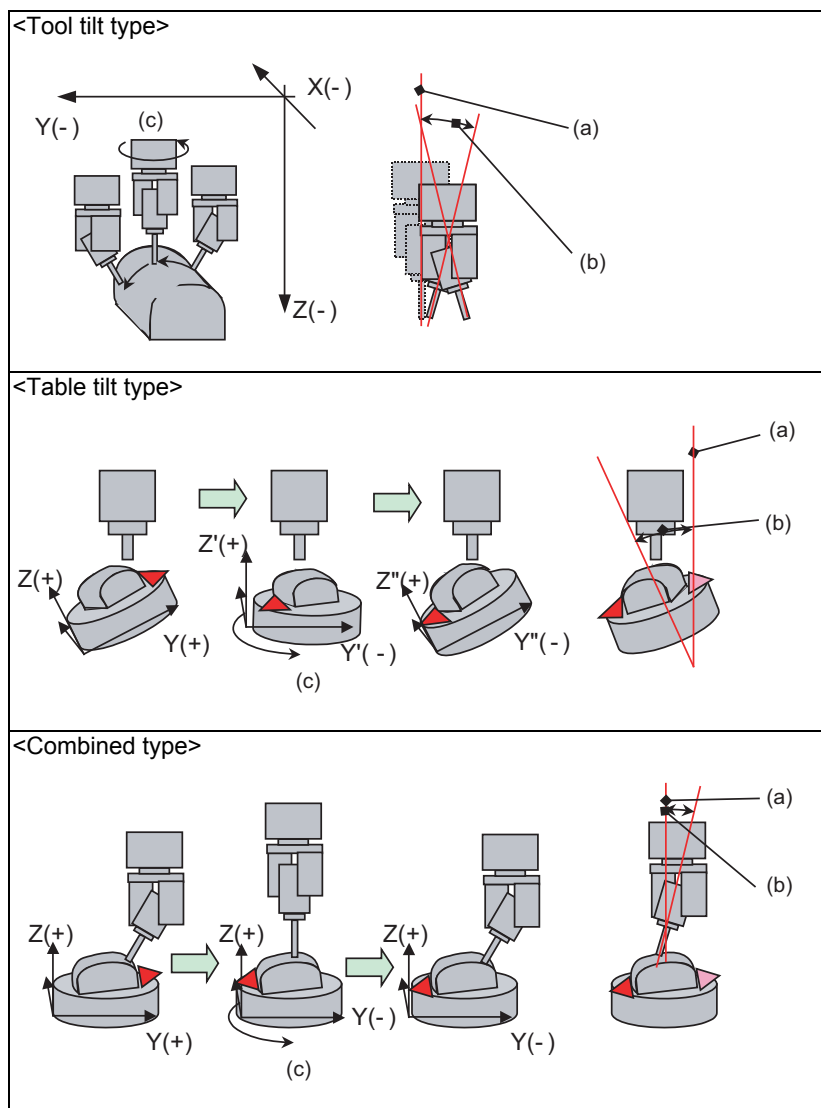 <Tool tilt type>
X(-)
Y(-)
(c)
(a)
(b)
Z(-)
<Table tilt type>
(a)
(b)
Z'(+)
Z(+)
Z"(+)
Y(+)
Y'(-)
Y"(-)
(c)
<Combined type>
(a)
(b)
Z(+)
Z(+)
Z(+)
Y(+)
Y(-)
Y(-)
(c)